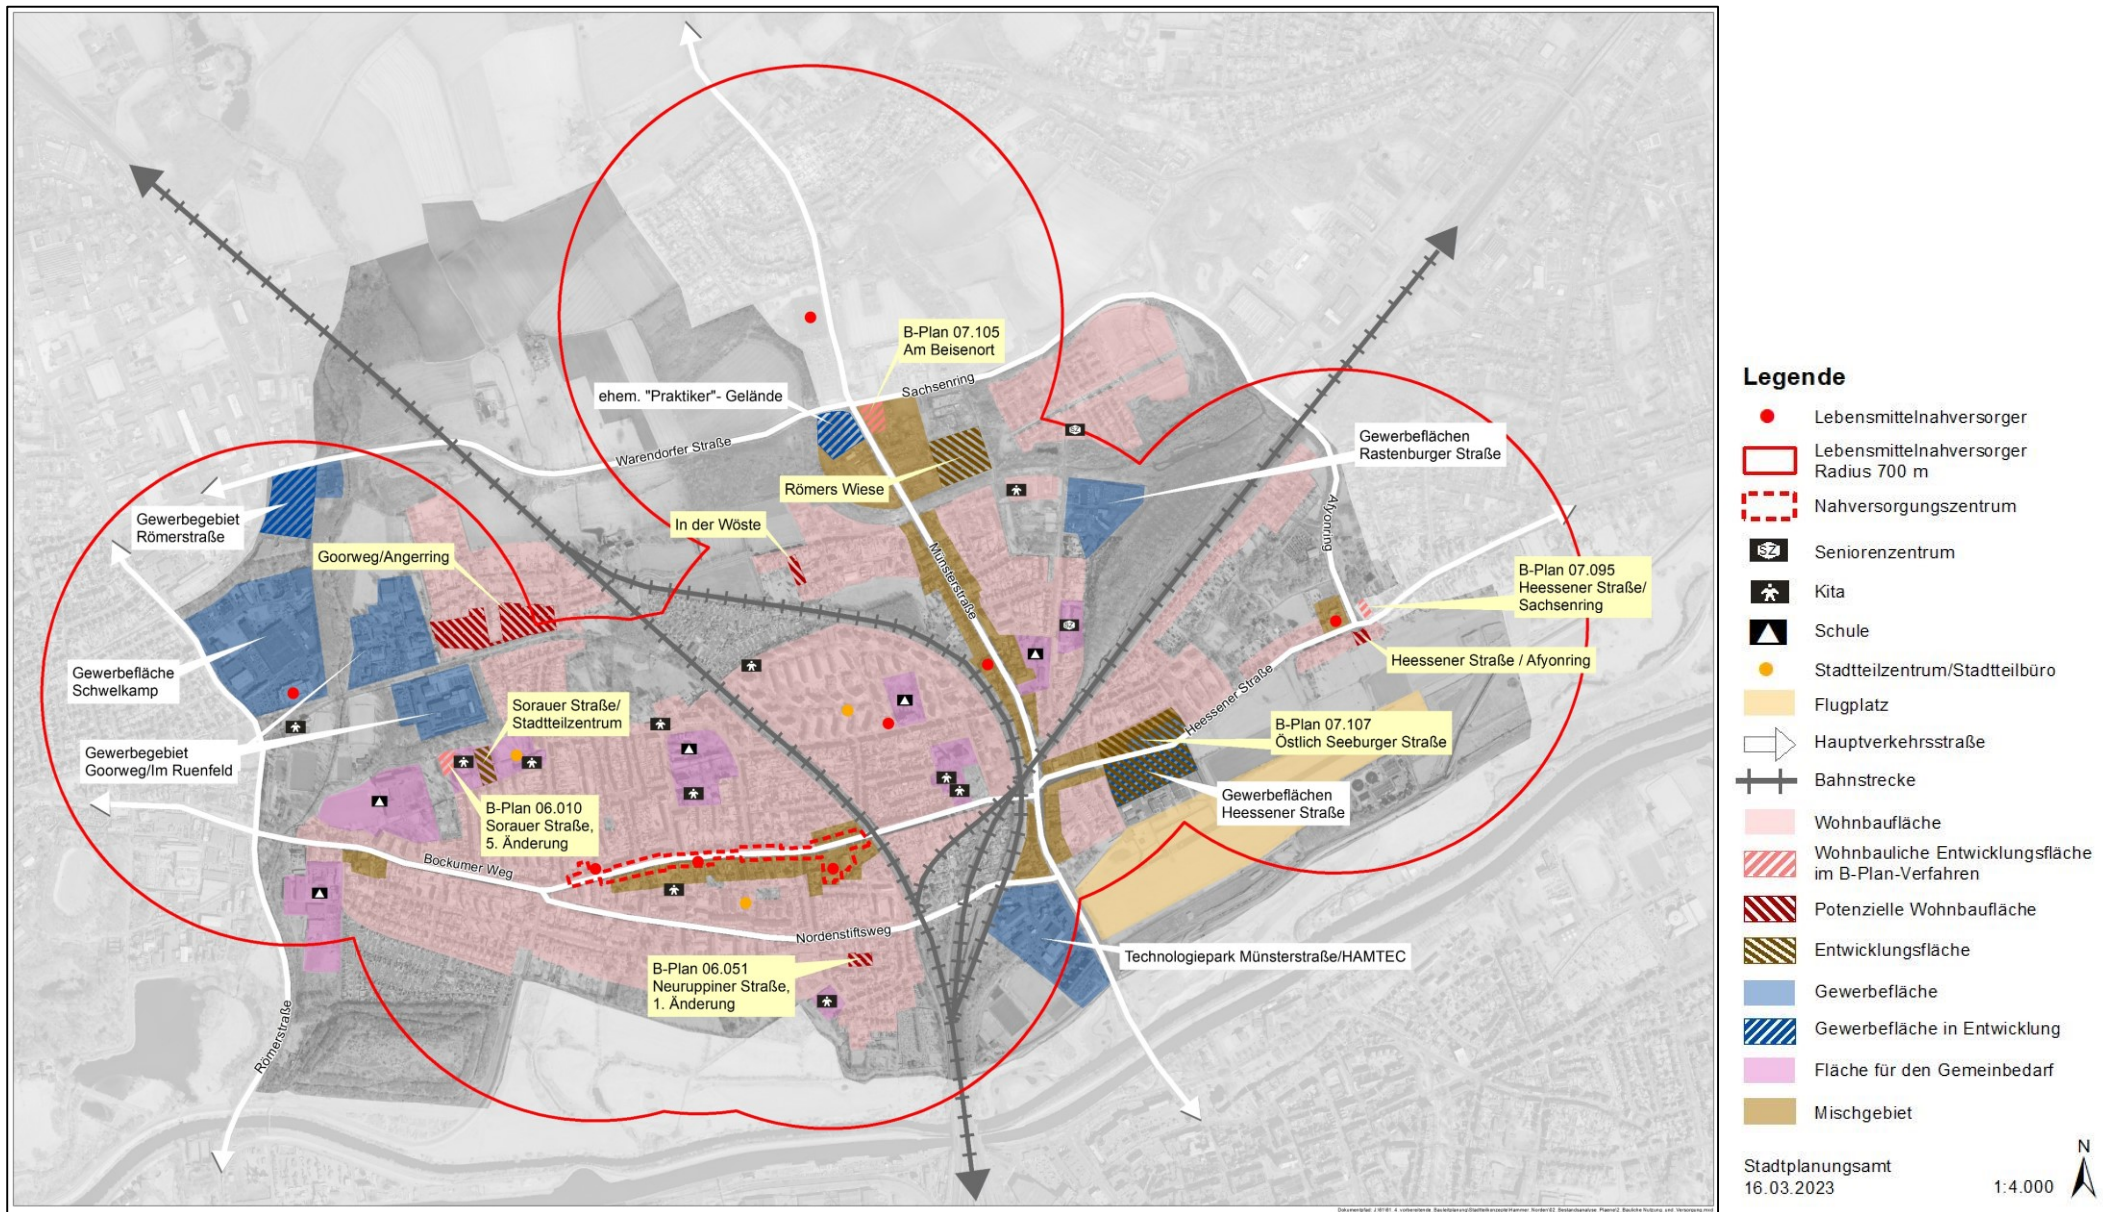 B-Plan 07.105
Am Beisenort
Sachsenring
ehem. "Praktiker"- Gelände
Warendorfer Straße
Gewerbeflächen
Rastenburger Straße
Römers Wiese
SZ
Afyonring
Gewerbegebiet
Römerstraße
In der Wöste
Münsterstraße
Goorweg/Angerring
B-Plan 07.095
Heessener Straße/
Sachsenring
SZ
Heessener Straße / Afyonring
Gewerbefläche
Schwelkamp
Heessener Straße
Sorauer Straße/
Stadtteilzentrum
B-Plan 07.107
Östlich Seeburger Straße
Gewerbegebiet
Goorweg/Im Ruenfeld
Gewerbeflächen
Heessener Straße
B-Plan 06.010
Sorauer Straße,
5. Änderung
Bockumer Weg
Nordenstiftsweg
Technologiepark Münsterstraße/HAMTEC
B-Plan 06.051
Neuruppiner Straße,
1. Änderung
Römerstraße
Legende
Lebensmittelnahversorger
Lebensmittelnahversorger
Radius 700 m
Nahversorgungszentrum
SZ
Seniorenzentrum
Kita
Schule
Stadtteilzentrum/Stadtteilbüro
Flugplatz
Hauptverkehrsstraße
Bahnstrecke
Wohnbaufläche
Wohnbauliche Entwicklungsfläche
im B-Plan-Verfahren
Potenzielle Wohnbaufläche
Entwicklungsfläche
Gewerbefläche
Gewerbefläche in Entwicklung
Fläche für den Gemeinbedarf
Mischgebiet
Stadtplanungsamt
16.03.2023
1:4.000
N